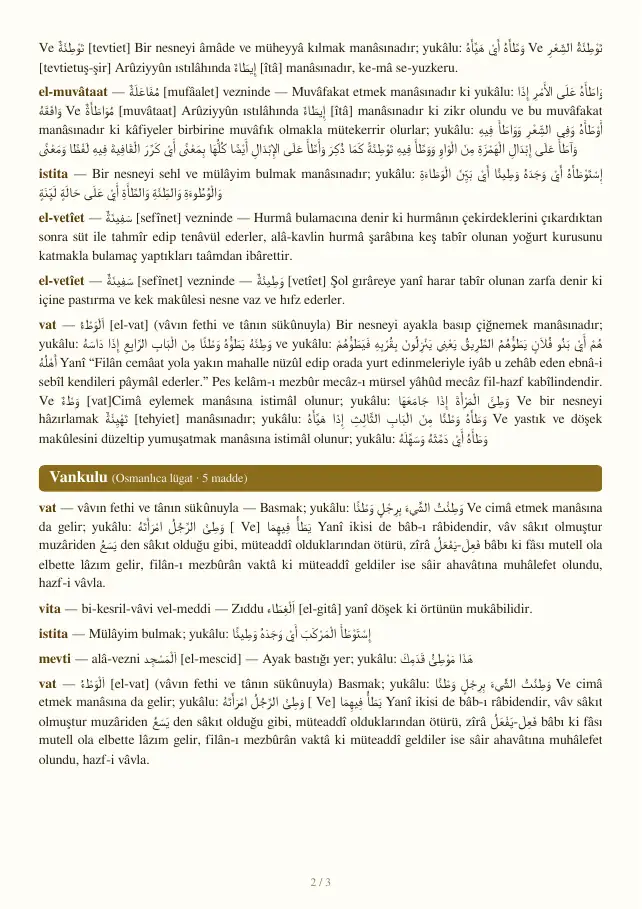 Ve تَوْطِئَةٌ [tevtiet] Bir nesneyi âmâde ve müheyyâ kılmak manâsınadır; yukâlu: وَطَّأَهُ أَيْ هَيَّأَهُ Ve تَوْطِئَةُ الشِّعْرِ
[tevtietuş-şir] Arûziyyûn ıstılâhında إِيطَاءٌ [îtâ] manâsınadır, ke-mâ se-yuzkeru.
el-muvâtaat — مُفَاعَلَةٌ [mufâalet] vezninde — Muvâfakat etmek manâsınadır ki yukâlu: وَاطَأَهُ عَلَى الأَمْرِ إِذَا
وَافَقَهُ Ve مُوَاطَأَةٌ [muvâtaat] Arûziyyûn ıstılâhında إِيطَاءٌ [îtâ] manâsınadır ki zikr olundu ve bu muvafakat
manâsınadır ki kâfiyeler birbirine muvâfık olmakla mütekerrir olurlar; yukâlu: أَوْطَأَهُ وَفِي الشِّعْرِ وَوَاطَأَ فِيهِ
وَآطَأَ عَلَى إِبْدَالِ الْهَمْزَةِ مِنَ الْوَاوِ وَوَطَّأَ فِيهِ تَوْطِئَةً كَمَا ذُكِرَ وَأَطَّأَ عَلَى الإِبْدَالِ أَيْضًا كُلُّهَا بِمَعْنًى أَيْ كَرَّرَ الْقَافِيَةَ فِيهِ لَفْظًا وَمَعْنًى
istita — Bir nesneyi sehl ve mülâyim bulmak manâsınadır; yukâlu: إِسْتَوْطَأَهُ أَيْ وَجَدَهُ وَطِيئًا أَيْ بَيِّنَ الْوَطَاءَةِ
وَالْوُطُوءَةِ وَالطِّئَةِ وَالطَّأَةِ أَيْ عَلَى حَالَةٍ لَيِّنَةٍ
el-vetîet — سَفِينَةٌ [sefînet] vezninde — Hurmâ bulamacına denir ki hurmânın çekirdeklerini çıkardıktan
sonra süt ile tahmîr edip tenâvül ederler, alâ-kavlin hurmâ şarâbına keş tabîr olunan yoğurt kurusunu
katmakla bulamaç yaptıkları taâmdan ibârettir.
el-vetîet — سَفِينَةٌ [sefînet] vezninde — وَطِيئَةٌ [vetîet] Şol gırâreye yanî harar tabîr olunan zarfa denir ki
içine pastırma ve kek makûlesi nesne vaz ve hıfz ederler.
vat — اَلْوَطْءُ [el-vat] (vâvın fethi ve tânın sükûnuyla) Bir nesneyi ayakla basıp çiğnemek manâsınadır;
yukâlu: وَطِئَهُ يَطَؤُهُ وَطْئًا مِنَ الْبَابِ الرَّابِعِ إِذَا دَاسَهُ ve yukâlu: هُمْ أَيْ بَنُو فُلاَنٍ يَطَؤُهُمُ الطَّرِيقُ يَعْنِي يَنْزِلُونَ بِقُرْبِهِ فَيَطَؤُهُمْ
أَهْلُهُ Yanî “Filân cemâat yola yakın mahalle nüzûl edip orada yurt edinmeleriyle iyâb u zehâb eden ebnâ-i
sebîl kendileri pâymâl ederler.” Pes kelâm-ı mezbûr mecâz-ı mürsel yâhûd mecâz fil-hazf kabîlindendir.
Ve وَطْءٌ [vat]Cimâ eylemek manâsına istimâl olunur; yukâlu: وَطِئَ الْمَرْأَةَ إِذَا جَامَعَهَا Ve bir nesneyi
hâzırlamak تَهْيِئَةٌ [tehyiet] manâsınadır; yukâlu: وَطَأَهُ وَطْئًا مِنَ الْبَابِ الثَّالِثِ إِذَا هَيَّأَهُ Ve yastık ve döşek
makûlesini düzeltip yumuşatmak manasına istimâl olunur; yukâlu: وَطَأَهُ أَيْ دَمَّثَهُ وَسَهَّلَهُ
Vankulu (Osmanlıca lügat · 5 madde)
vat — vâvın fethi ve tânın sükûnuyla — Basmak; yukâlu: وَطِئْتُ الشَّيْءَ بِرِجْلٍ وَطْئًا Ve cimâ etmek manâsına
da gelir; yukâlu: وَطِئَ الرَّجُلُ امْرَأَتَهُ [ Ve] يَطَأُ فِيهِمَا Yanî ikisi de bâb-ı râbidendir, vâv sâkıt olmuştur
muzâriden يَسَعُ den sâkıt olduğu gibi, müteaddî olduklarından ötürü, zîrâ فَعِلَ-يَفْعَلُ bâbı ki fâsı mutell ola
elbette lâzım gelir, filân-ı mezbûrân vaktâ ki müteaddî geldiler ise sâir ahavâtına muhâlefet olundu,
hazf-i vâvla.
vita — bi-kesril-vâvi vel-meddi — Zıddu اَلْغِطَاء [el-gitâ] yanî döşek ki örtünün mukâbilidir.
istita — Mülâyim bulmak; yukâlu: إِسْتَوْطَأَ الْمَرْكَبَ أَيْ وَجَدَهُ وَطِيئًا
mevti — alâ-vezni اَلْمَسْجِد [el-mescid] — Ayak bastığı yer; yukâlu: هَذَا مَوْطِئُ قَدَمِكَ
vat — اَلْوَطْءُ [el-vat] (vâvın fethi ve tânın sükûnuyla) Basmak; yukâlu: وَطِئْتُ الشَّيْءَ بِرِجْلٍ وَطْئًا Ve cimâ
etmek manâsına da gelir; yukâlu: وَطِئَ الرَّجُلُ امْرَأَتَهُ [ Ve] يَطَأُ فِيهِمَا Yanî ikisi de bâb-ı râbidendir, vâv sâkıt
olmuştur muzâriden يَسَعُ den sâkıt olduğu gibi, müteaddî olduklarından ötürü, zîrâ فَعِلَ-يَفْعَلُ bâbı ki fâsı
mutell ola elbette lâzım gelir, filân-ı mezbûrân vaktâ ki müteaddî geldiler ise sâir ahavâtına muhâlefet
olundu, hazf-i vâvla.
2 / 3